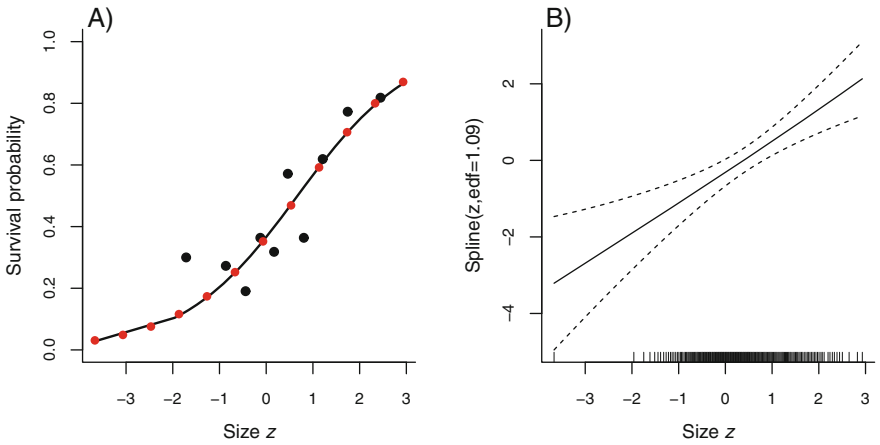 A)
Survival probability
1.0
0.8
0.6
0.4
0.2
0.0
−3 −2 −1 0 1 2 3
Size z
B)
Spline(z,edf=1.09)
2
0
−2
−4
−3 −2 −1 0 1 2 3
Size z